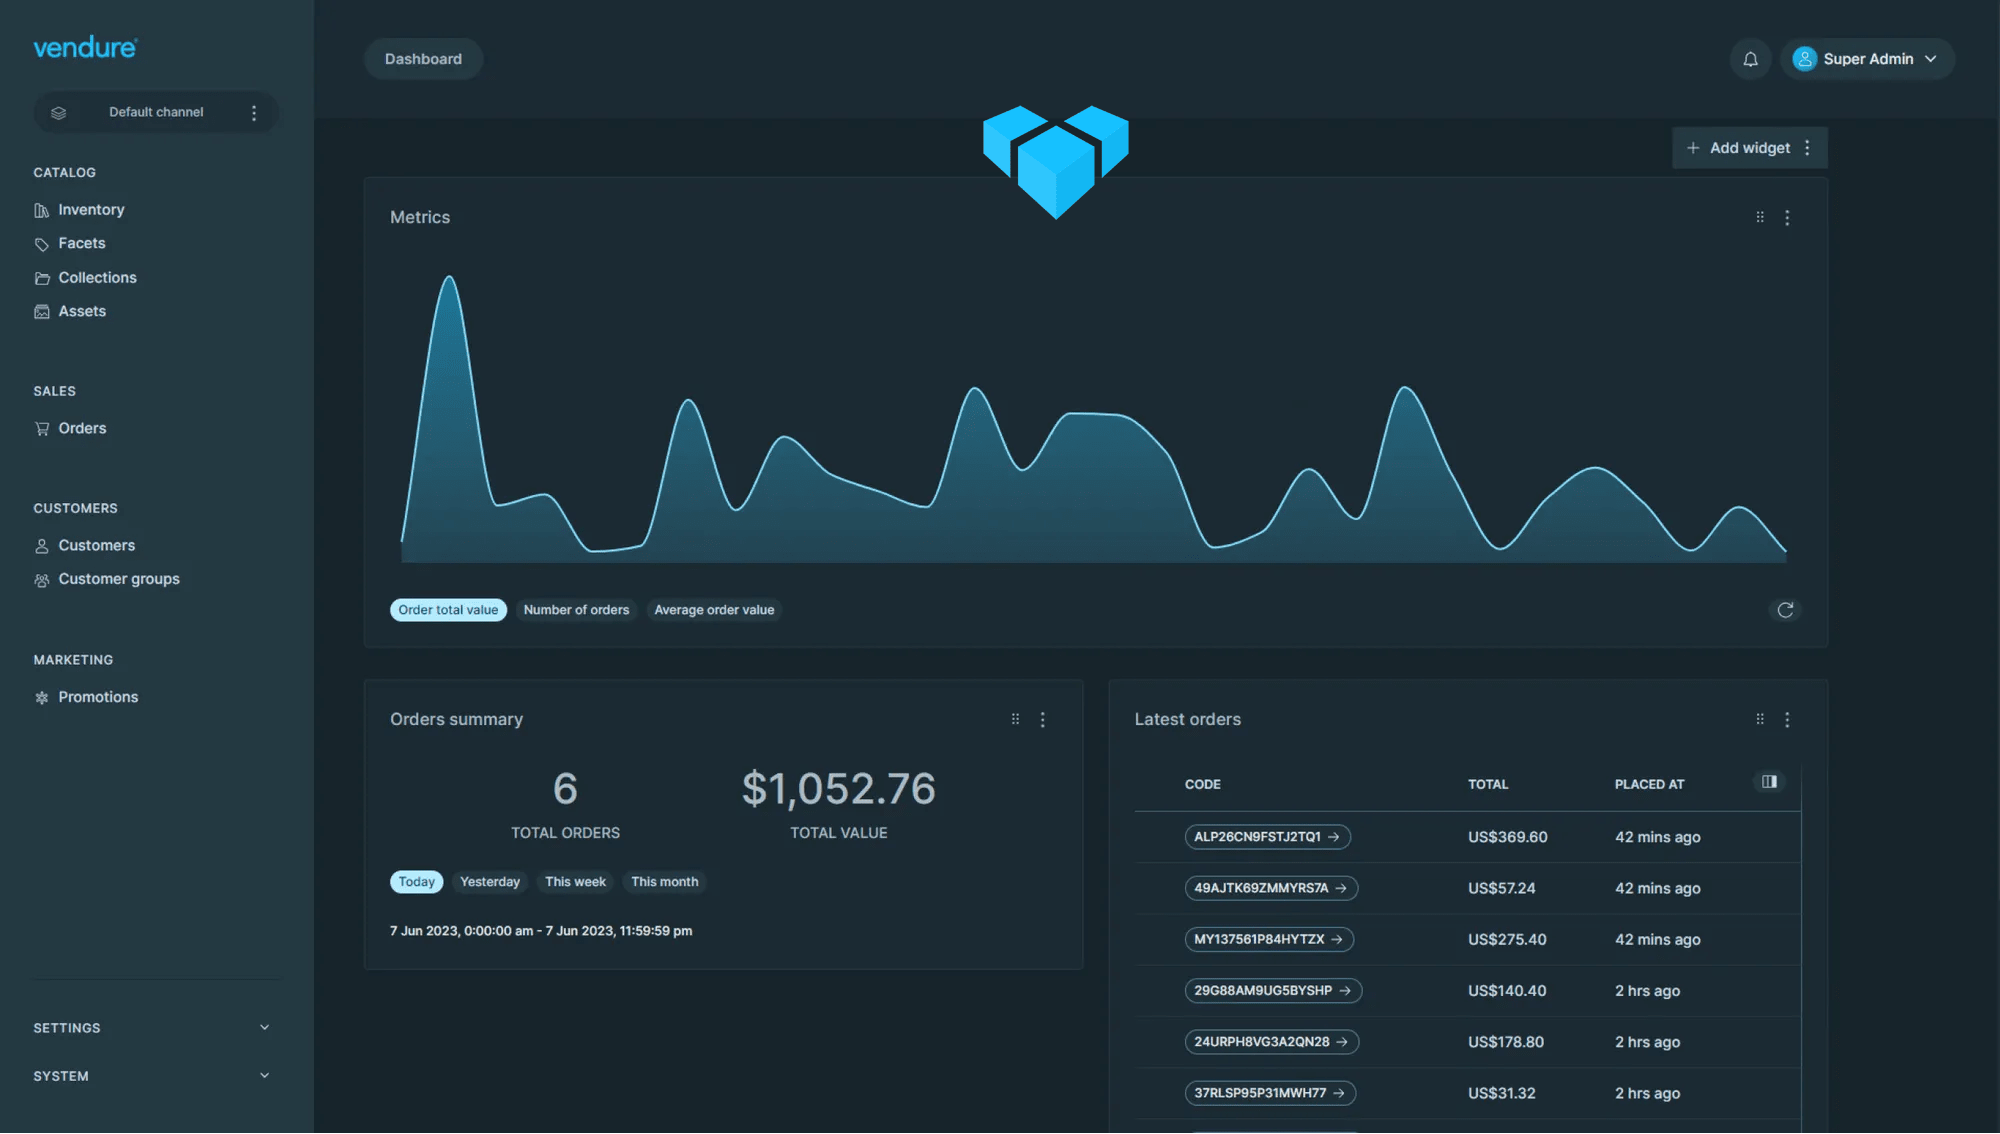 vendure
Dashboard
Super Admin
Default channel
Add widget
CATALOG
Inventory
Facets
Collections
Assets
SALES
Orders
CUSTOMERS
Customers
Customer groups
MARKETING
Promotions
SETTINGS
SYSTEM
Metrics
Order total value Number of orders Average order value
Orders summary
6 $1,052.76
TOTAL ORDERS TOTAL VALUE
Today Yesterday This week This month
7 Jun 2023, 0:00:00 am - 7 Jun 2023, 11:59:59 pm
Latest orders
CODE TOTAL PLACED AT
ALP26CN9FSTJ2TQ1 → US$369.60 42 mins ago
49AJTK69ZMMYRS7A → US$57.24 42 mins ago
MY137561P84HYTZX → US$275.40 42 mins ago
29G88AM9UG5BYSHP → US$140.40 2 hrs ago
24URPH8VG3A2QN28 → US$178.80 2 hrs ago
37RLSP95P31MWH77 → US$31.32 2 hrs ago